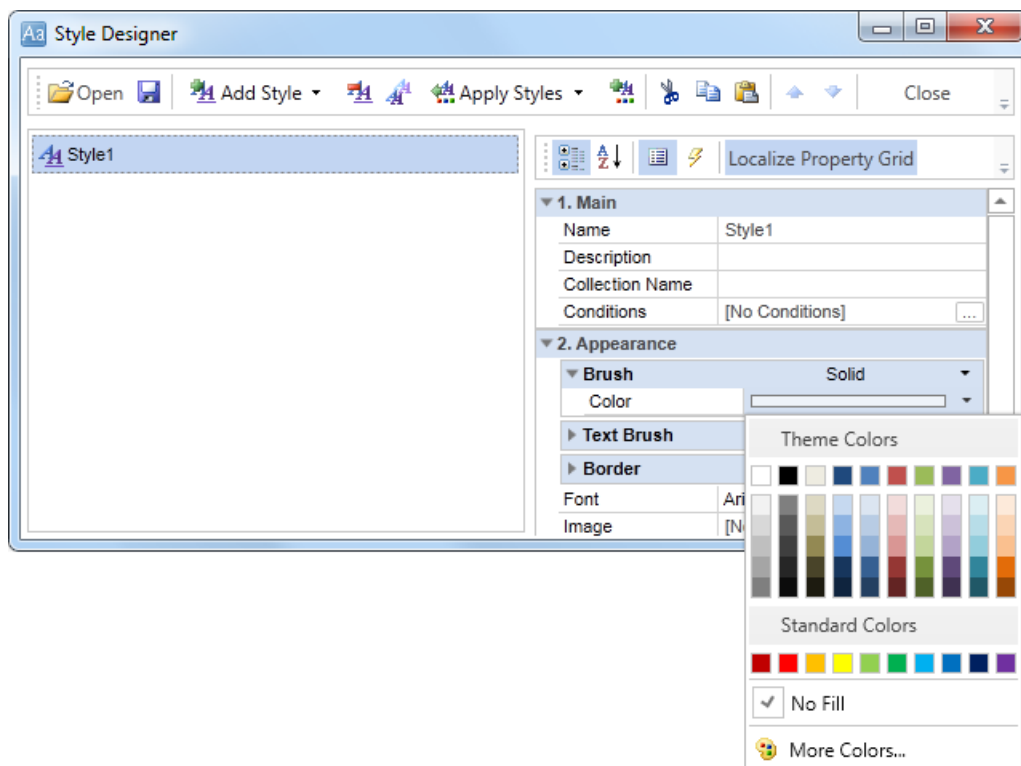 Aa Style Designer
Open Add Style Apply Styles Close
Style1
A Z Localize Property Grid
1. Main
Name Style1
Description
Collection Name
Conditions [No Conditions] ...
2. Appearance
Brush Solid
Color
Text Brush
Border
Font
Image
Theme Colors
Standard Colors
No Fill
More Colors...